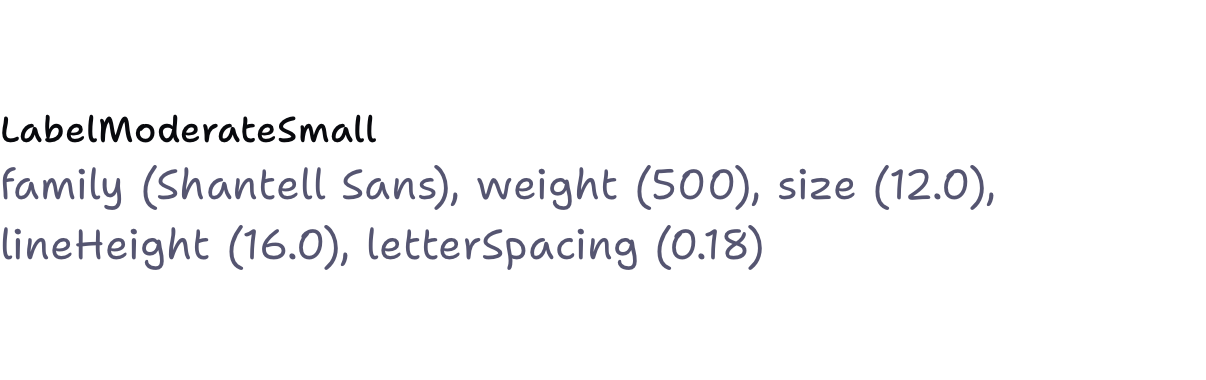 LabelModerateSmall
family (Shantell Sans), weight (500), size (12.0),
lineHeight (16.0), letterSpacing (0.18)